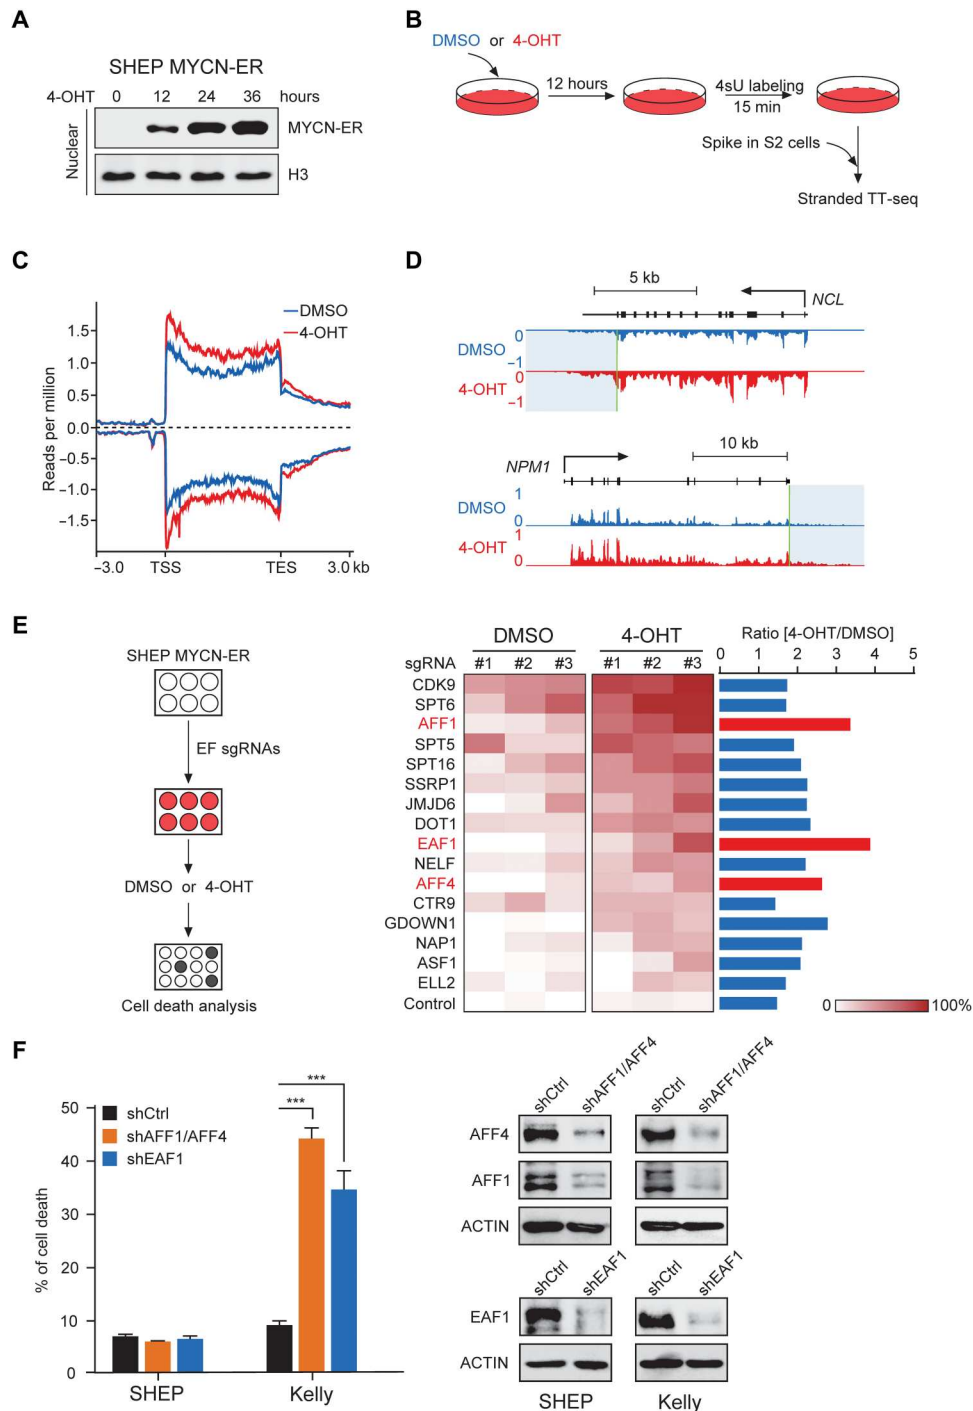 A
SHEP MYCN-ER
4-OHT 0 12 24 36 hours
Nuclear
MYCN-ER
H3
B
DMSO or 4-OHT
12 hours
4sU labeling
15 min
Spike in S2 cells
Stranded TT-seq
C
Reads per million
1.5
1.0
0.5
0.0
−0.5
−1.0
−1.5
DMSO
4-OHT
−3.0 TSS TES 3.0 kb
D
5 kb
NCL
DMSO
0
−1
4-OHT
0
−1
10 kb
NPM1
DMSO
1
0
4-OHT
1
0
E
SHEP MYCN-ER
EF sgRNAs
DMSO or 4-OHT
Cell death analysis
DMSO 4-OHT Ratio [4-OHT/DMSO]
sgRNA #1 #2 #3 #1 #2 #3 0 1 2 3 4 5
CDK9
SPT6
AFF1
SPT5
SPT16
SSRP1
JMJD6
DOT1
EAF1
NELF
AFF4
CTR9
GDOWN1
NAP1
ASF1
ELL2
Control
0 100%
F
% of cell death
50
40
30
20
10
0
shCtrl
shAFF1/AFF4
shEAF1
***
***
SHEP Kelly
shCtrl shAFF1/AFF4 shCtrl shAFF1/AFF4
AFF4
AFF1
ACTIN
shCtrl shEAF1 shCtrl shEAF1
EAF1
ACTIN
SHEP Kelly